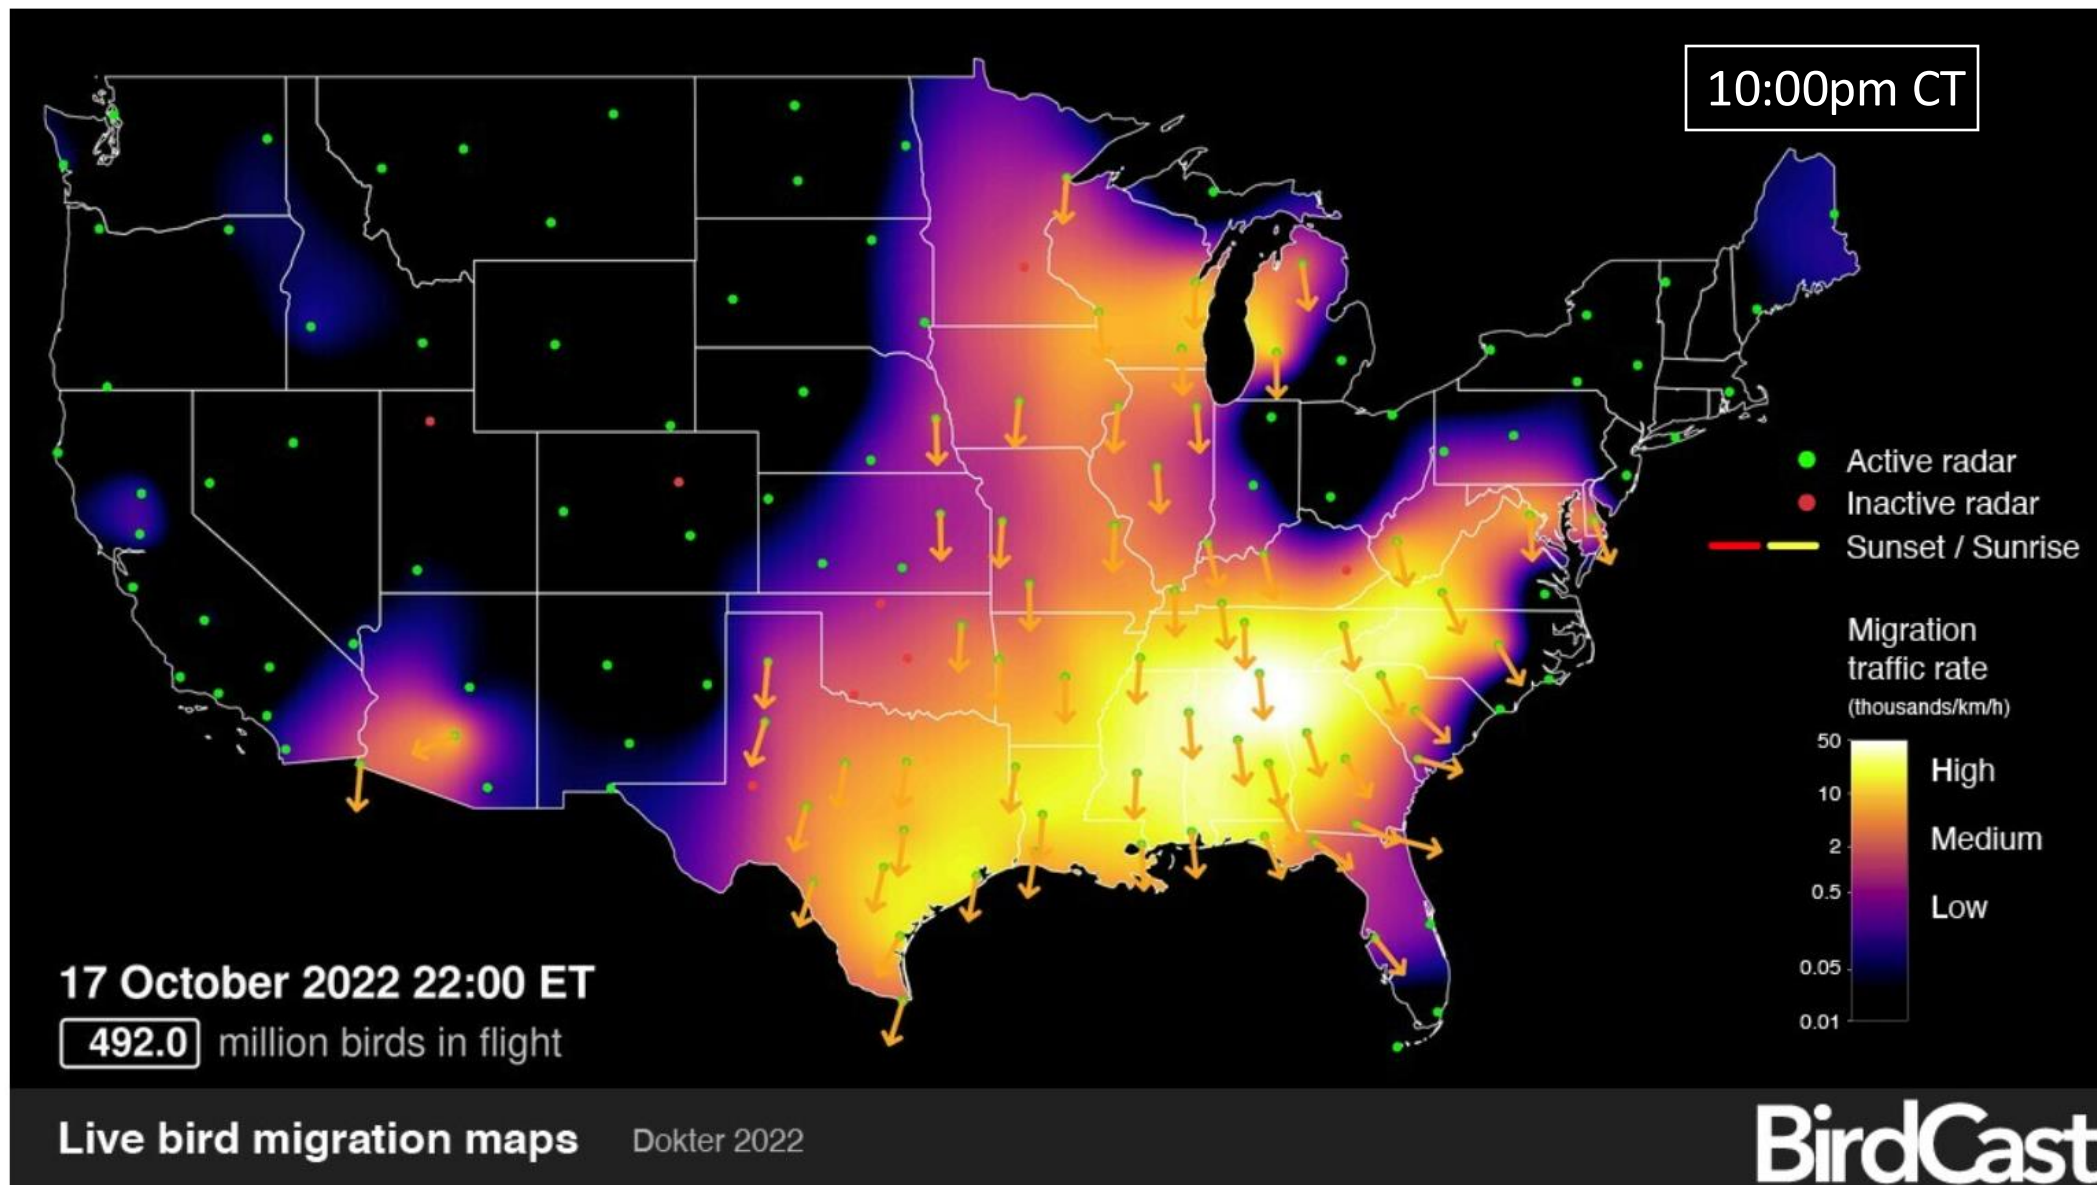 10:00pm CT
Active radar
Inactive radar
Sunset / Sunrise
Migration
traffic rate
(thousands/km/h)
50
High
10
Medium
2
0.5
Low
0.05
0.01
17 October 2022 22:00 ET
492.0 million birds in flight
Live bird migration maps Dokter 2022
BirdCast